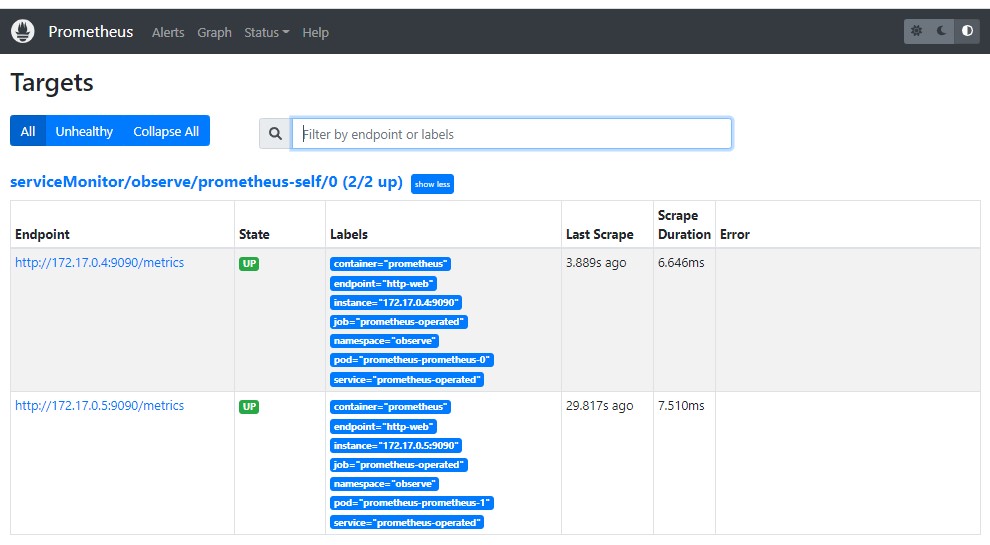 Prometheus Alerts Graph Status Help
Targets
All Unhealthy Collapse All
Filter by endpoint or labels
serviceMonitor/observe/prometheus-self/0 (2/2 up) show less
Endpoint State Labels Last Scrape Scrape Duration Error
http://172.17.0.4:9090/metrics UP container="prometheus" 3.889s ago 6.646ms
endpoint="http-web"
instance="172.17.0.4:9090"
job="prometheus-operated"
namespace="observe"
pod="prometheus-prometheus-0"
service="prometheus-operated"
http://172.17.0.5:9090/metrics UP container="prometheus" 29.817s ago 7.510ms
endpoint="http-web"
instance="172.17.0.5:9090"
job="prometheus-operated"
namespace="observe"
pod="prometheus-prometheus-1"
service="prometheus-operated"